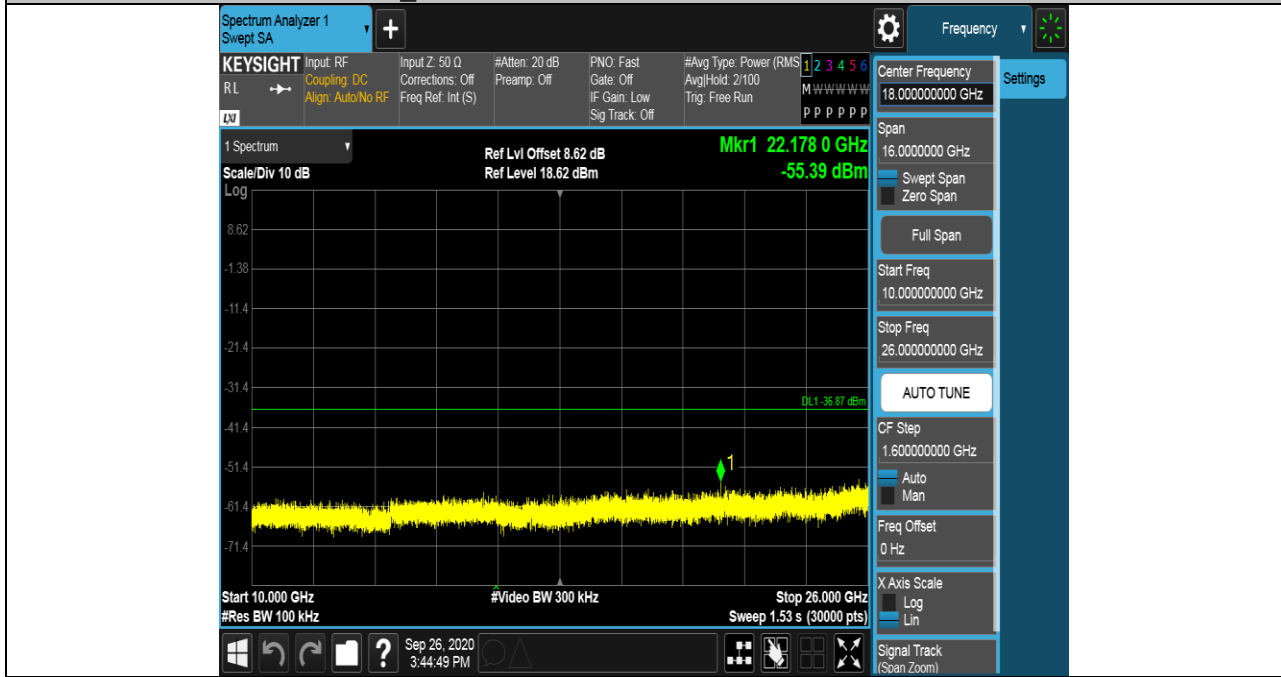 Spectrum Analyzer 1
Swept SA
+
Frequency
KEYSIGHT
RL
LXI
Input: RF
Coupling: DC
Align: Auto/No RF
Input Z: 50 Ω
Corrections: Off
Freq Ref: Int (S)
#Atten: 20 dB
Preamp: Off
PNO: Fast
Gate: Off
IF Gain: Low
Sig Track: Off
#Avg Type: Power (RMS
Avg|Hold: 2/100
Trig: Free Run
1 2 3 4 5 6
M W W W W W
P P P P P P
1 Spectrum
Scale/Div 10 dB
Ref Lvl Offset 8.62 dB
Ref Level 18.62 dBm
Mkr1 22.178 0 GHz
-55.39 dBm
Log
8.62
-1.38
-11.4
-21.4
-31.4
DL1 -36.87 dBm
-41.4
-51.4
1
-61.4
-71.4
Start 10.000 GHz
#Res BW 100 kHz
#Video BW 300 kHz
Stop 26.000 GHz
Sweep 1.53 s (30000 pts)
?
Sep 26, 2020
3:44:49 PM
Center Frequency
18.000000000 GHz
Span
16.0000000 GHz
Swept Span
Zero Span
Full Span
Start Freq
10.000000000 GHz
Stop Freq
26.000000000 GHz
AUTO TUNE
CF Step
1.600000000 GHz
Auto
Man
Freq Offset
0 Hz
X Axis Scale
Log
Lin
Signal Track
(Span Zoom)
Settings